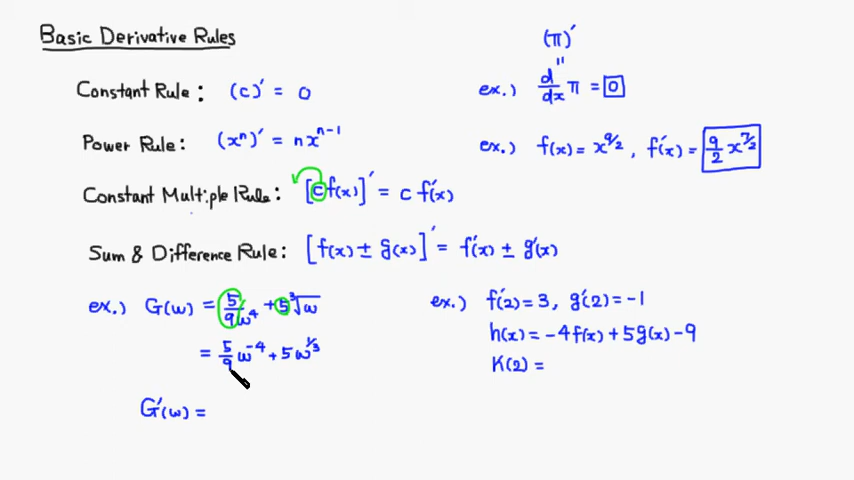 Basic Derivative Rules
Constant Rule: (c)' = 0
(π)'
"
ex.) d/dx π = 0
Power Rule: (xⁿ)' = nxⁿ⁻¹
ex.) f(x) = x^9/2 , f'(x) = 9/2 x^7/2
Constant Multiple Rule: [c f(x)]' = c f'(x)
Sum & Difference Rule: [f(x) ± g(x)]' = f'(x) ± g'(x)
ex.) G(w) = 5/9w⁴ + 5 ³√w
= 5/9 w⁻⁴ + 5w^1/3
G'(w) =
ex.) f'(2) = 3 , g'(2) = -1
h(x) = -4f(x) + 5g(x) - 9
K(2) =